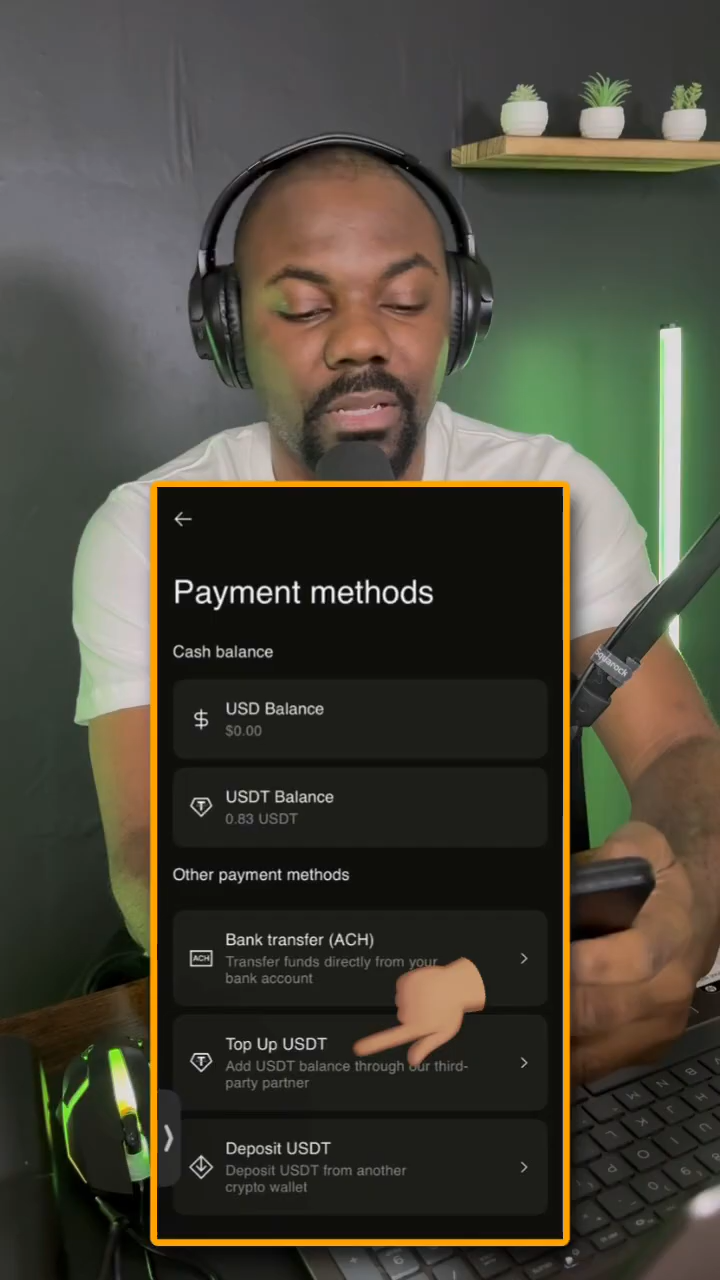 Payment methods
Cash balance
USD Balance
$0.00
USDT Balance
0.83 USDT
Other payment methods
ACH
Bank transfer (ACH)
Transfer funds directly from your
bank account
Top Up USDT
Add USDT balance through our third-
party partner
Deposit USDT
Deposit USDT from another
crypto wallet
Squarock